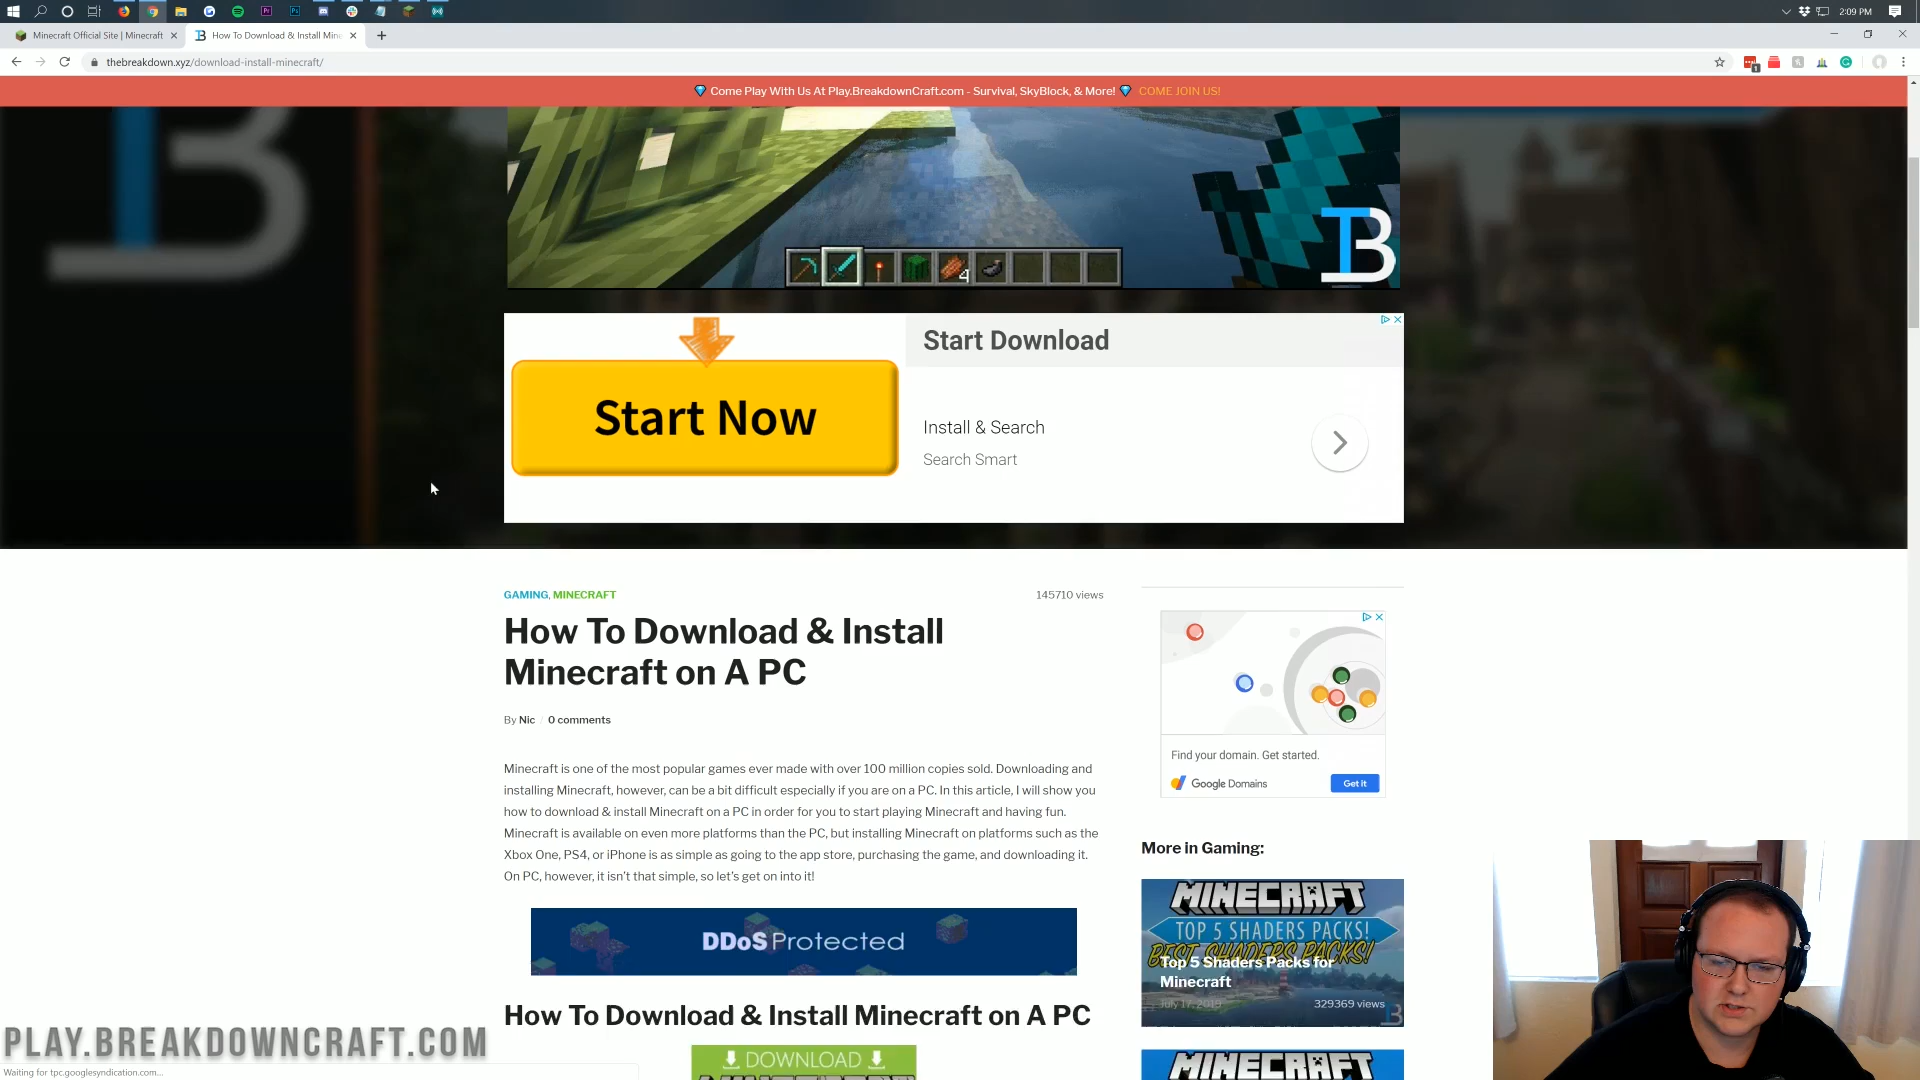 2:09 PM
Minecraft Official Site | Minecraft
How To Download & Install Min
thebreakdown.xyz/download-install-minecraft/
Come Play With Us At Play.BreakdownCraft.com - Survival, SkyBlock, & More! COME JOIN US!
4
Start Now
Start Download
Install & Search
Search Smart
GAMING, MINECRAFT
145710 views
How To Download & Install
Minecraft on A PC
By Nic / 0 comments
Minecraft is one of the most popular games ever made with over 100 million copies sold. Downloading and
installing Minecraft, however, can be a bit difficult especially if you are on a PC. In this article, I will show you
how to download & install Minecraft on a PC in order for you to start playing Minecraft and having fun.
Minecraft is available on even more platforms than the PC, but installing Minecraft on platforms such as the
Xbox One, PS4, or iPhone is as simple as going to the app store, purchasing the game, and downloading it.
On PC, however, it isn't that simple, so let's get on into it!
DDoS Protected
How To Download & Install Minecraft on A PC
DOWNLOAD
Find your domain. Get started.
Google Domains
Get it
More in Gaming:
MINECRAFT
TOP 5 SHADERS PACKS!
BEST SHADERS PACKS!
Top 5 Shaders Packs for
Minecraft
July 17, 2019
329369 views
MINECRAFT
PLAY.BREAKDOWNCRAFT.COM
Waiting for tpc.googlesyndication.com...